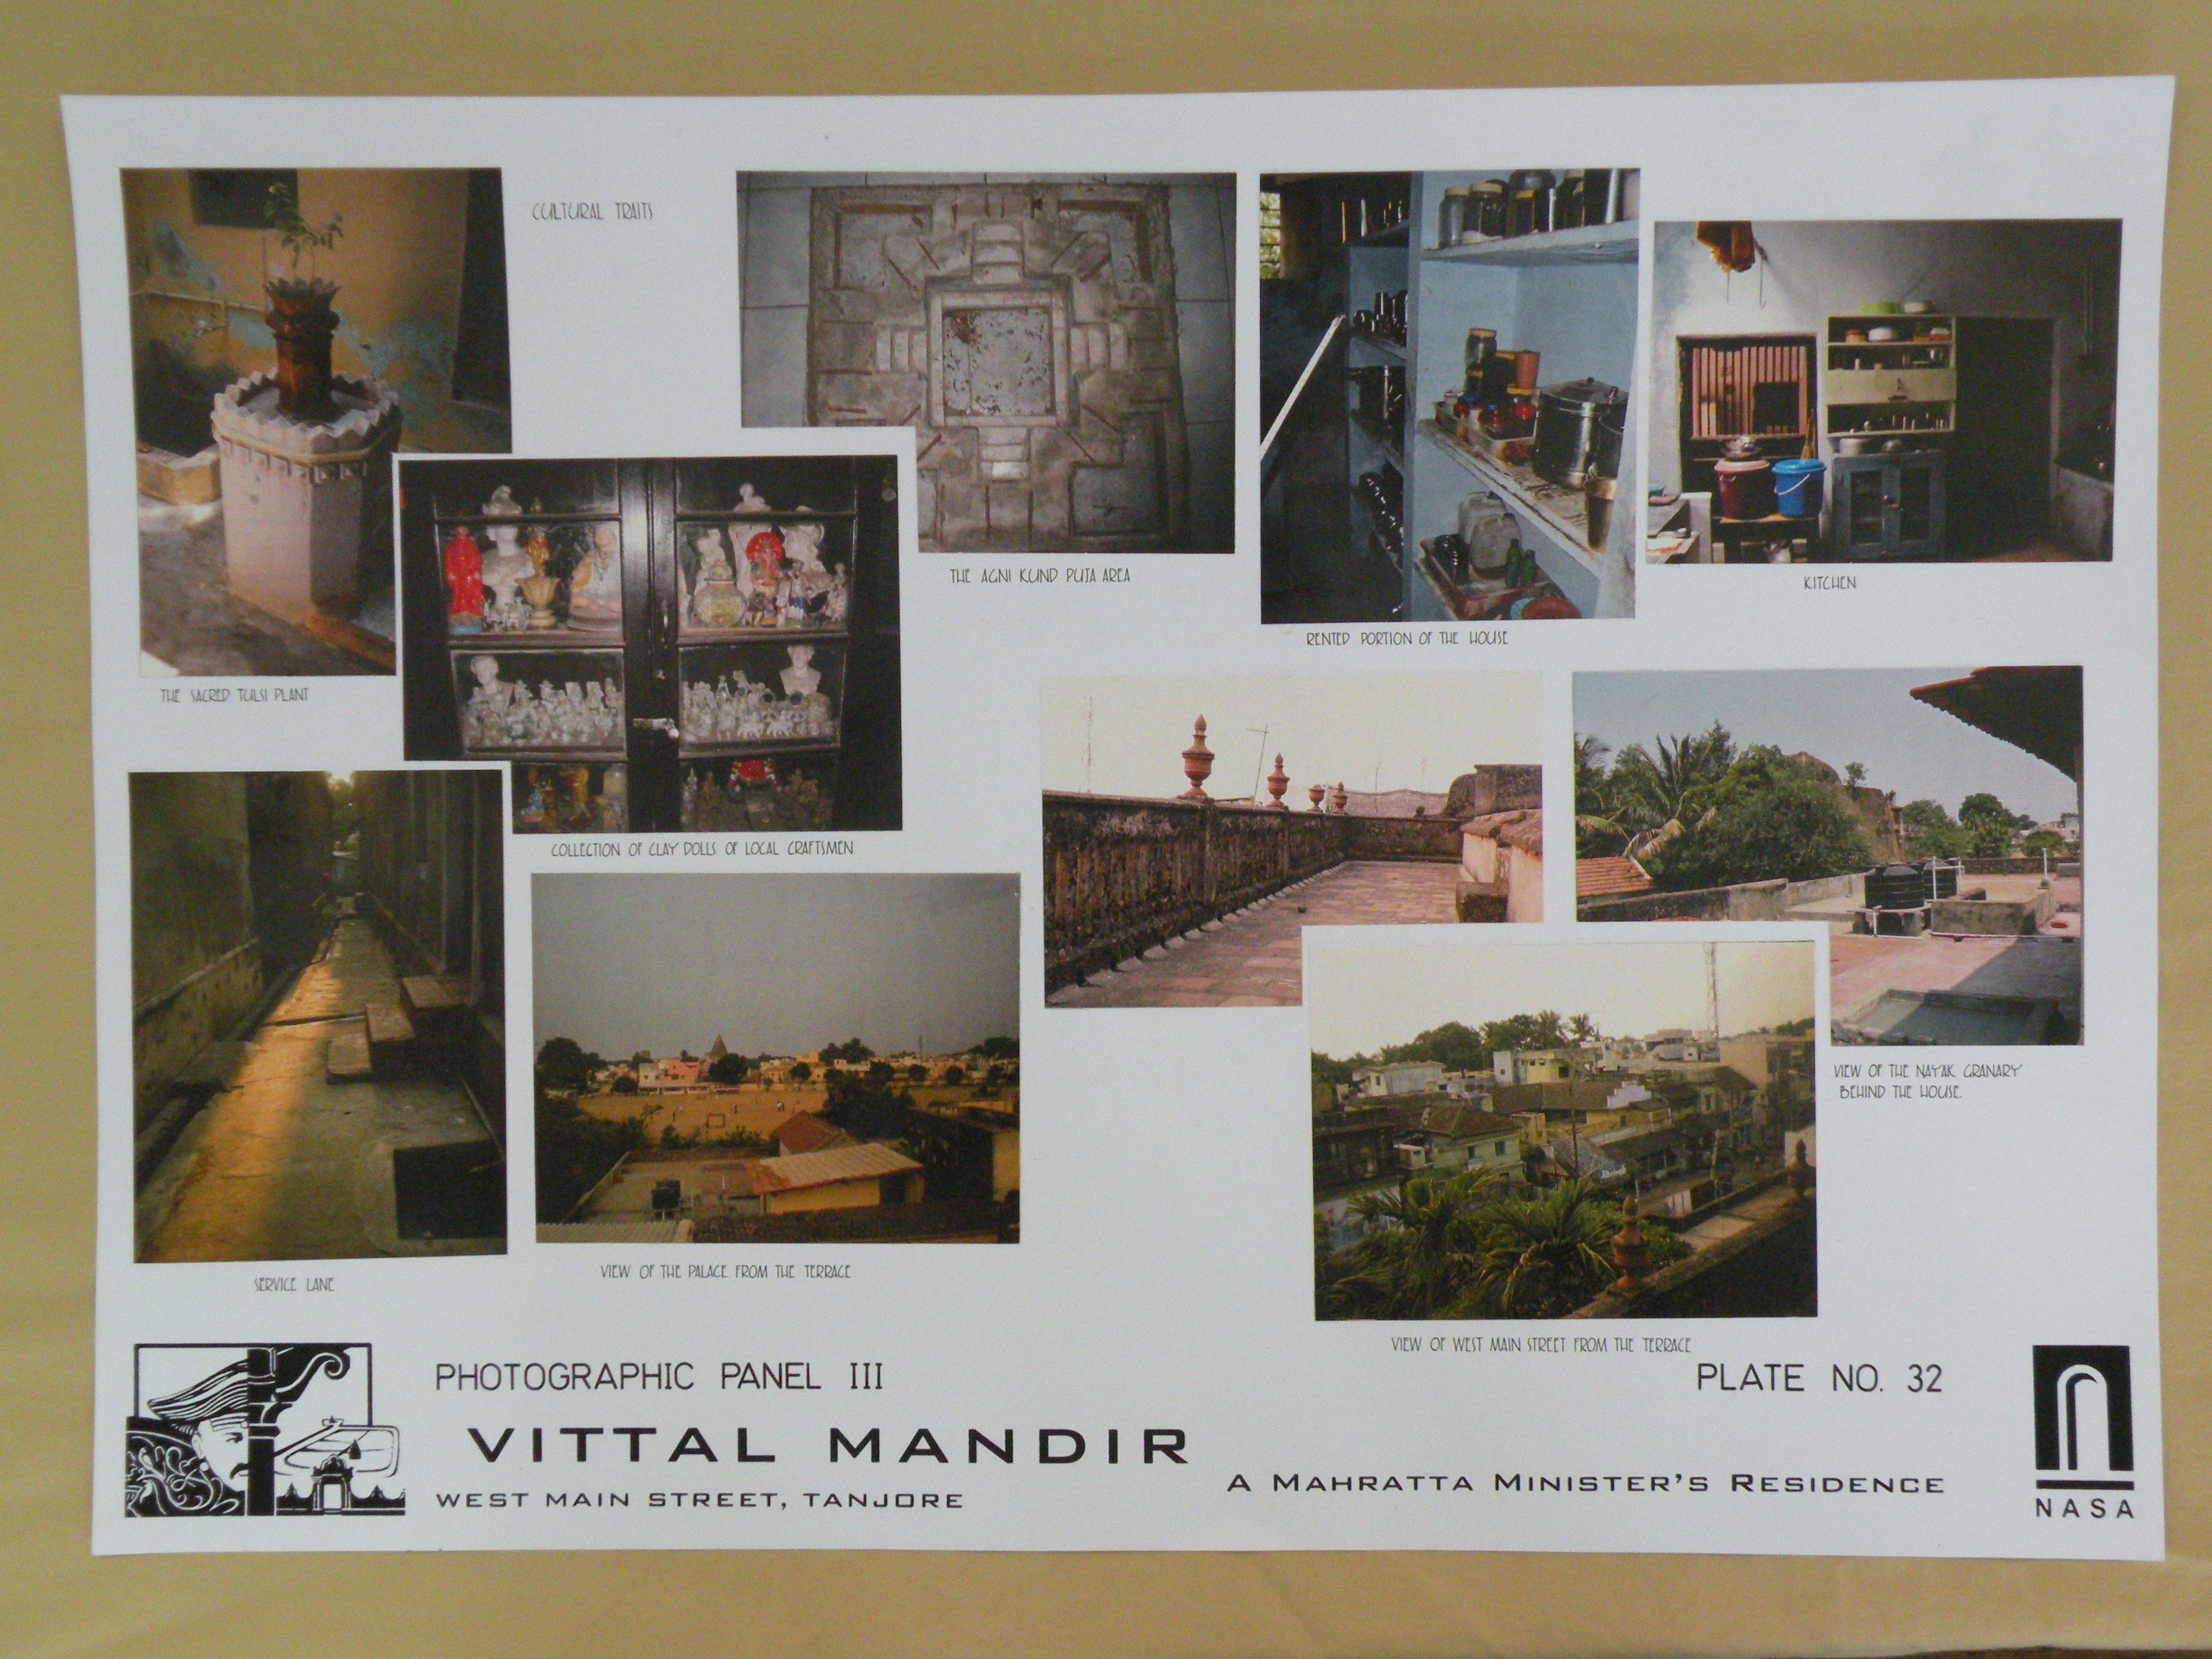 CULTURAL TRAITS
THE SACRED TULSI PLANT
THE AGNI KUND PUJA AREA
RENTED PORTION OF THE HOUSE
KITCHEN
COLLECTION OF CLAY DOLLS OF LOCAL CRAFTSMEN
SERVICE LANE
VIEW OF THE PALACE FROM THE TERRACE
VIEW OF THE NAYAK GRANARY
BEHIND THE HOUSE.
VIEW OF WEST MAIN STREET FROM THE TERRACE
PHOTOGRAPHIC PANEL III
PLATE NO. 32
VITTAL MANDIR
WEST MAIN STREET, TANJORE
A MAHRATTA MINISTER'S RESIDENCE
NASA